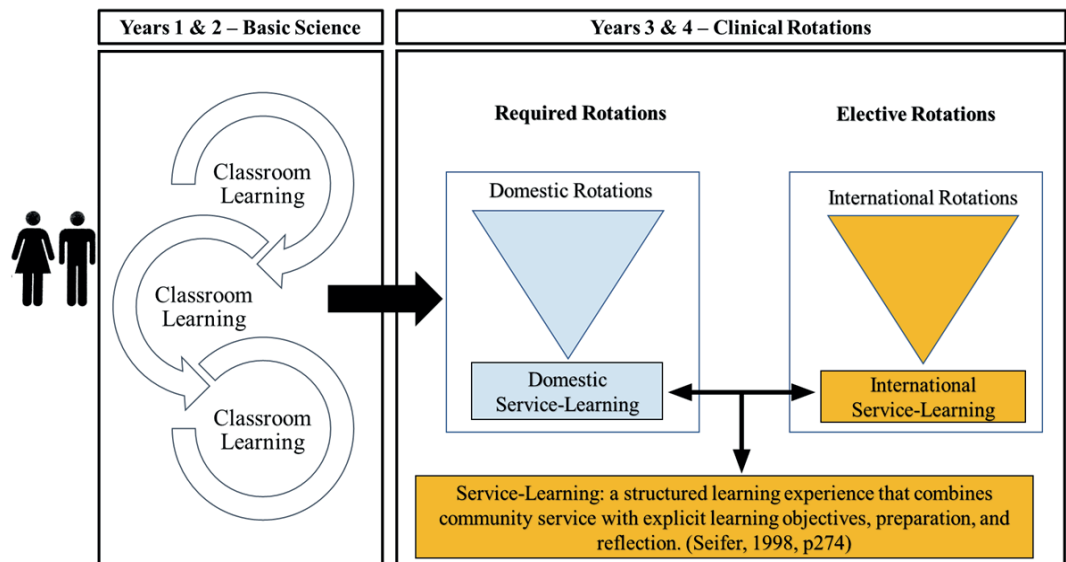 Years 1 & 2 – Basic Science
Years 3 & 4 – Clinical Rotations
Classroom
Learning
Classroom
Learning
Classroom
Learning
Required Rotations
Elective Rotations
Domestic Rotations
International Rotations
Domestic
Service-Learning
International
Service-Learning
Service-Learning: a structured learning experience that combines
community service with explicit learning objectives, preparation, and
reflection. (Seifer, 1998, p274)